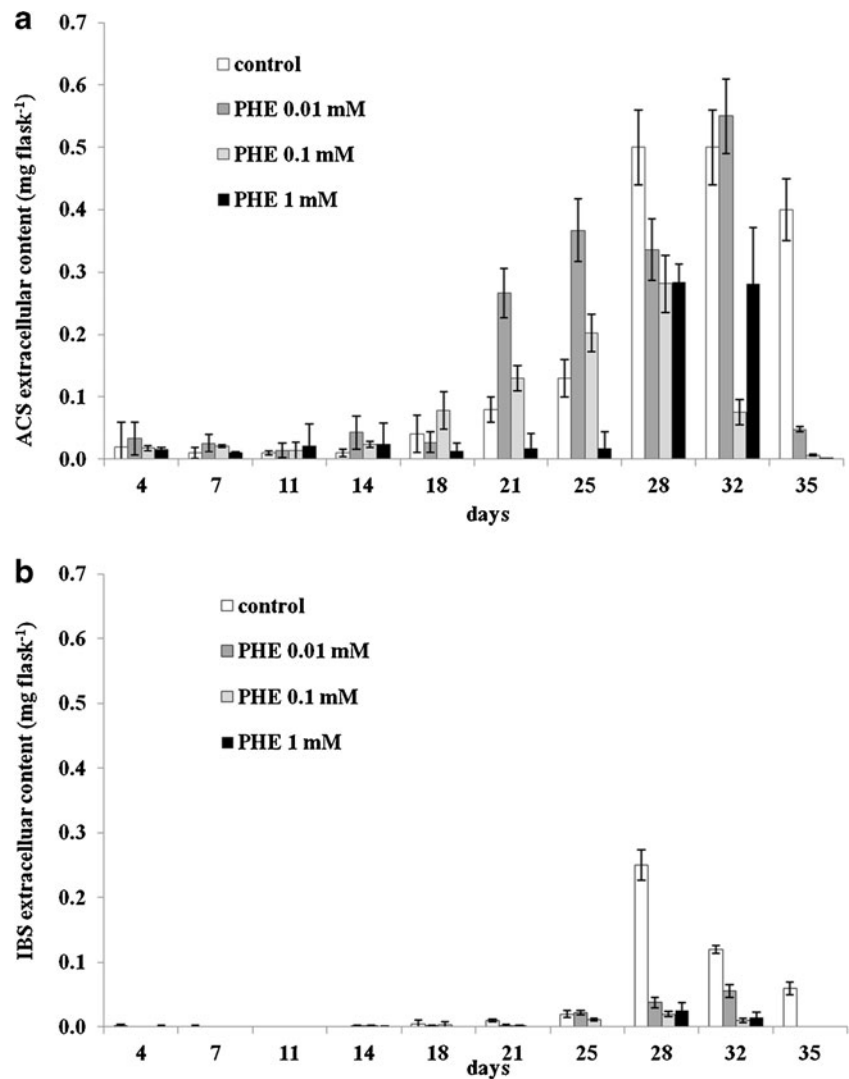 a
ACS extracellular content (mg flask-1)
0.7
0.6
0.5
0.4
0.3
0.2
0.1
0.0
control
PHE 0.01 mM
PHE 0.1 mM
PHE 1 mM
4 7 11 14 18 21 25 28 32 35
days
b
IBS extracelluar content (mg flask-1)
0.7
0.6
0.5
0.4
0.3
0.2
0.1
0.0
control
PHE 0.01 mM
PHE 0.1 mM
PHE 1 mM
4 7 11 14 18 21 25 28 32 35
days